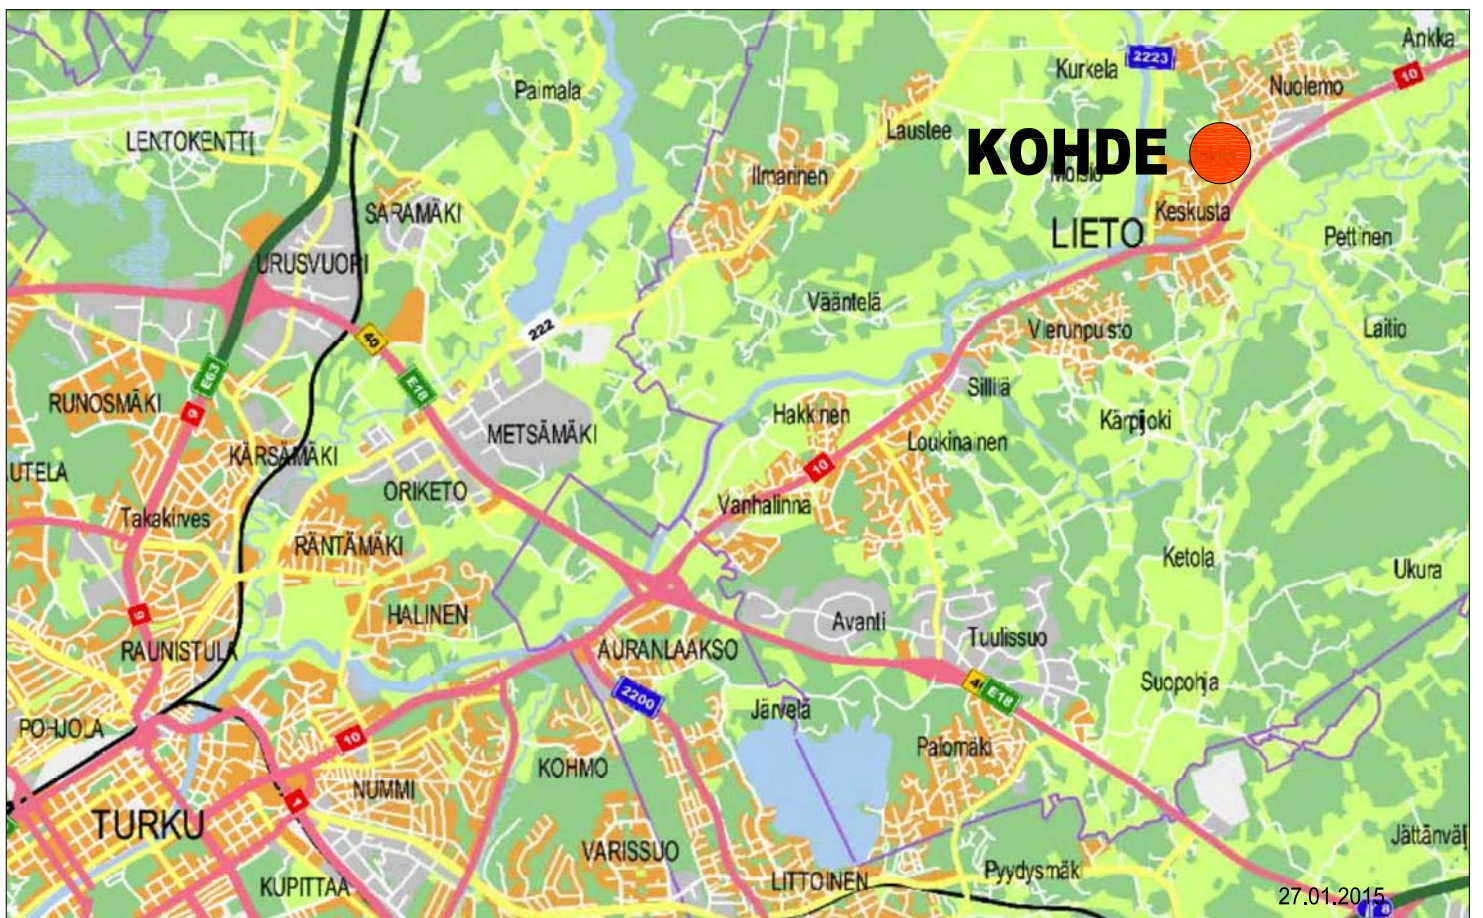 Ankka
2223
Kurkela
10
Nuolemo
Paimala
LENTOKENTTI
Laustee
KOHDE
Ilmarinen
Moisio
SARAMÄKI
Keskusta
LIETO
Pettinen
URUSVUORI
Vääntelä
222
Vierunpuisto
Laitio
40
E63
E18
Sillilä
RUNOSMÄKI
9
Hakkinen
Kärpijoki
METSÄMÄKI
Loukinainen
KÄRSÄMÄKI
10
UTELA
ORIKETO
Vanhalinna
Takakirves
RÄNTÄMÄKI
Ketola
Ukura
9
HALINEN
Avanti
Tuulissuo
RAUNISTULA
AURANLAAKSO
Suopohja
2200
4
E18
Järvelä
POHJOLA
10
Palomäki
KOHMO
NUMMI
1
TURKU
VARISSUO
Jättänväl
LITTOINEN
Pyydysmäki
KUPITTAA
27.01.2015
8